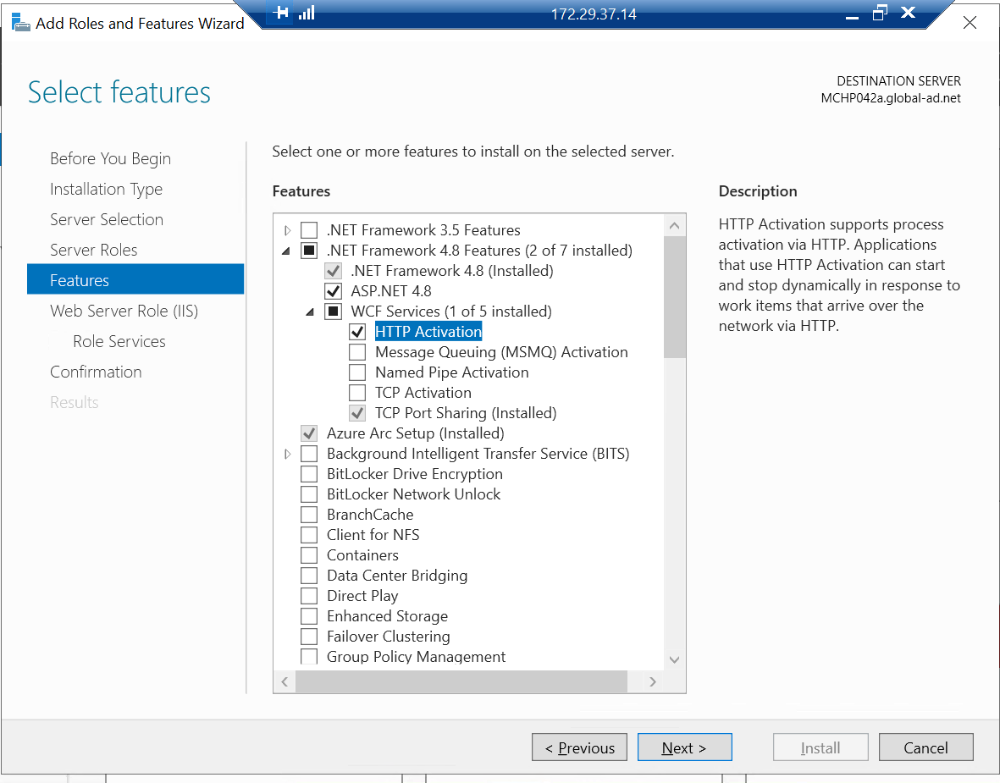 Add Roles and Features Wizard
172.29.37.14
Select features
DESTINATION SERVER
MCHP042a.global-ad.net
Before You Begin
Installation Type
Server Selection
Server Roles
Features
Web Server Role (IIS)
Role Services
Confirmation
Results
Select one or more features to install on the selected server.
Features
.NET Framework 3.5 Features
.NET Framework 4.8 Features (2 of 7 installed)
.NET Framework 4.8 (Installed)
ASP.NET 4.8
WCF Services (1 of 5 installed)
HTTP Activation
Message Queuing (MSMQ) Activation
Named Pipe Activation
TCP Activation
TCP Port Sharing (Installed)
Azure Arc Setup (Installed)
Background Intelligent Transfer Service (BITS)
BitLocker Drive Encryption
BitLocker Network Unlock
BranchCache
Client for NFS
Containers
Data Center Bridging
Direct Play
Enhanced Storage
Failover Clustering
Group Policy Management
Description
HTTP Activation supports process
activation via HTTP. Applications
that use HTTP Activation can start
and stop dynamically in response to
work items that arrive over the
network via HTTP.
< Previous
Next >
Install
Cancel